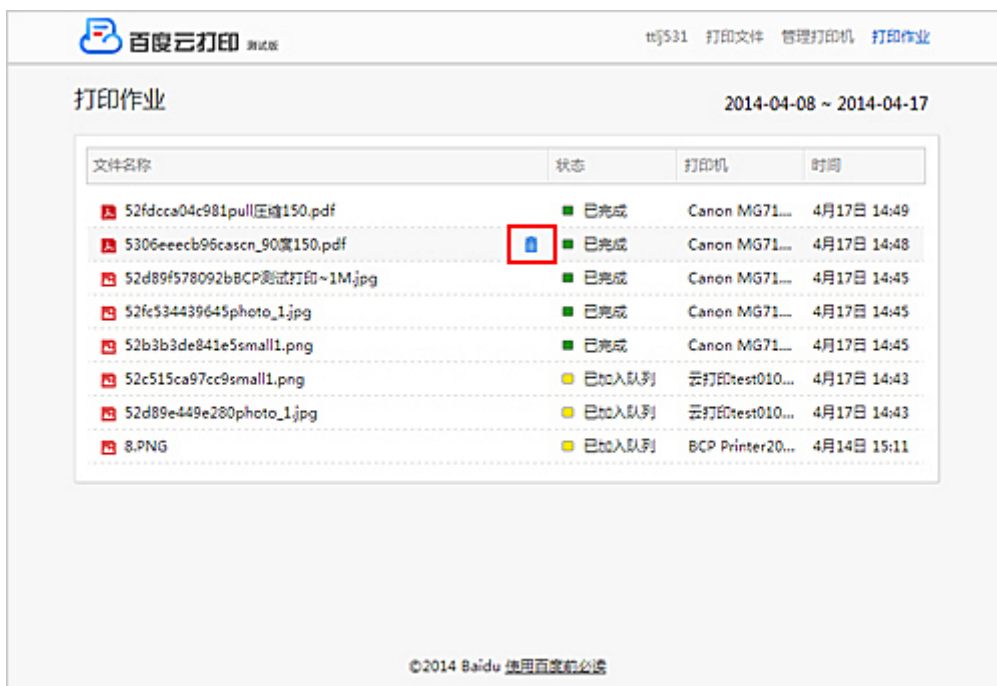 百度云打印 测试版 ttlj531 打印文件 管理打印机 打印作业
打印作业 2014-04-08 ~ 2014-04-17
文件名称 状态 打印机 时间
52fdcca04c981pull压缩150.pdf 已完成 Canon MG71... 4月17日 14:49
5306eeecb96cascn_90宽150.pdf 已完成 Canon MG71... 4月17日 14:48
52d89f578092bBCP测试打印~1M.jpg 已完成 Canon MG71... 4月17日 14:45
52fc534439645photo_1.jpg 已完成 Canon MG71... 4月17日 14:45
52b3b3de841e5small1.png 已完成 Canon MG71... 4月17日 14:45
52c515ca97cc9small1.png 已加入队列 云打印test010... 4月17日 14:43
52d89e449e280photo_1.jpg 已加入队列 云打印test010... 4月17日 14:43
8.PNG 已加入队列 BCP Printer20... 4月14日 15:11
©2014 Baidu 使用百度前必读